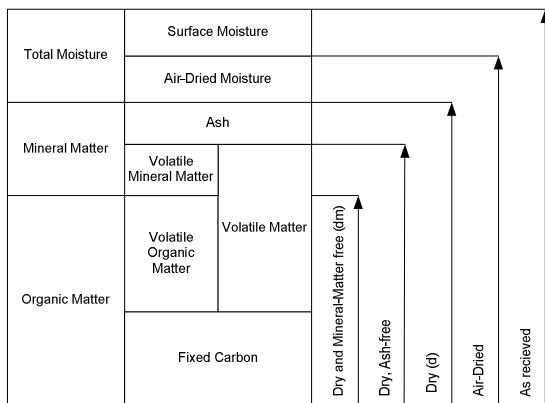 Total Moisture
Surface Moisture
Air-Dried Moisture
Mineral Matter
Ash
Volatile
Mineral Matter
Volatile Matter
Organic Matter
Volatile
Organic
Matter
Fixed Carbon
Dry and Mineral-Matter free (dm)
Dry, Ash-free
Dry (d)
Air-Dried
As recieved